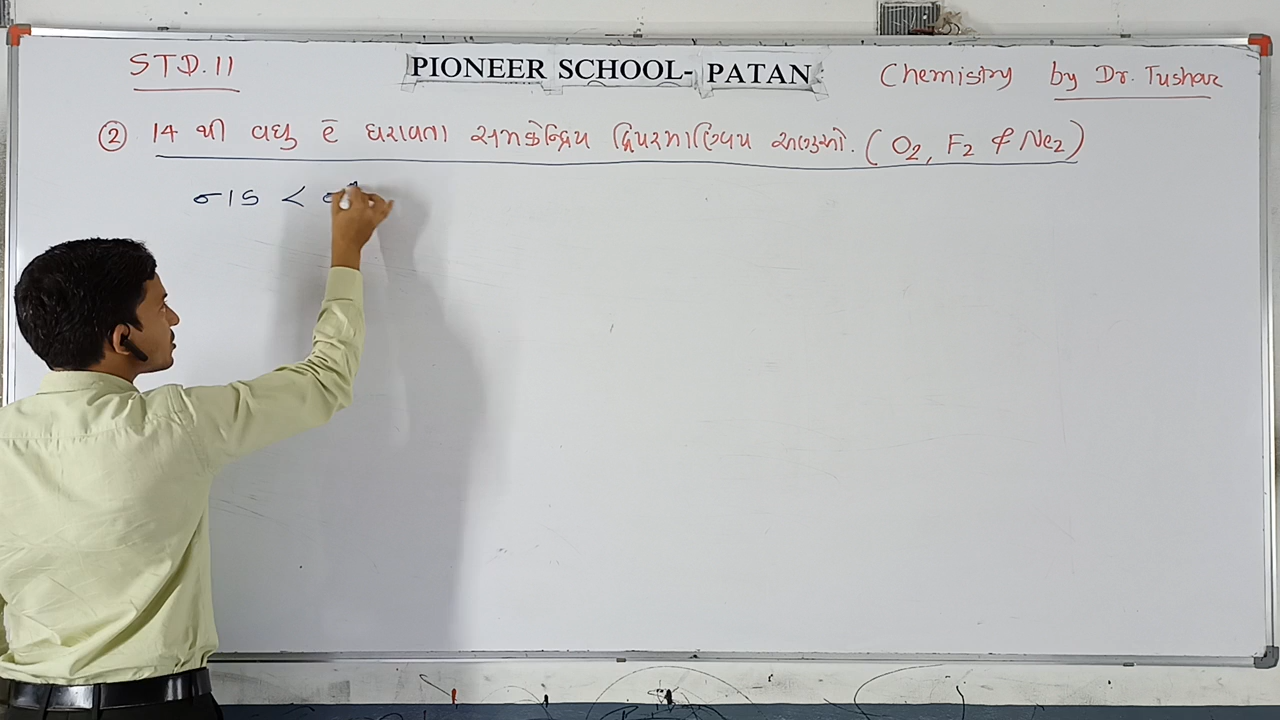 STD. 11
PIONEER SCHOOL- PATAN
Chemistry by Dr. Tushar
② 14 થી વધુ ē ધરાવતા સમકેન્દ્રિય દ્વિપરમાણ્વિય અણુઓ. ( O₂, F₂ & Ne₂ )
σ1s < σ